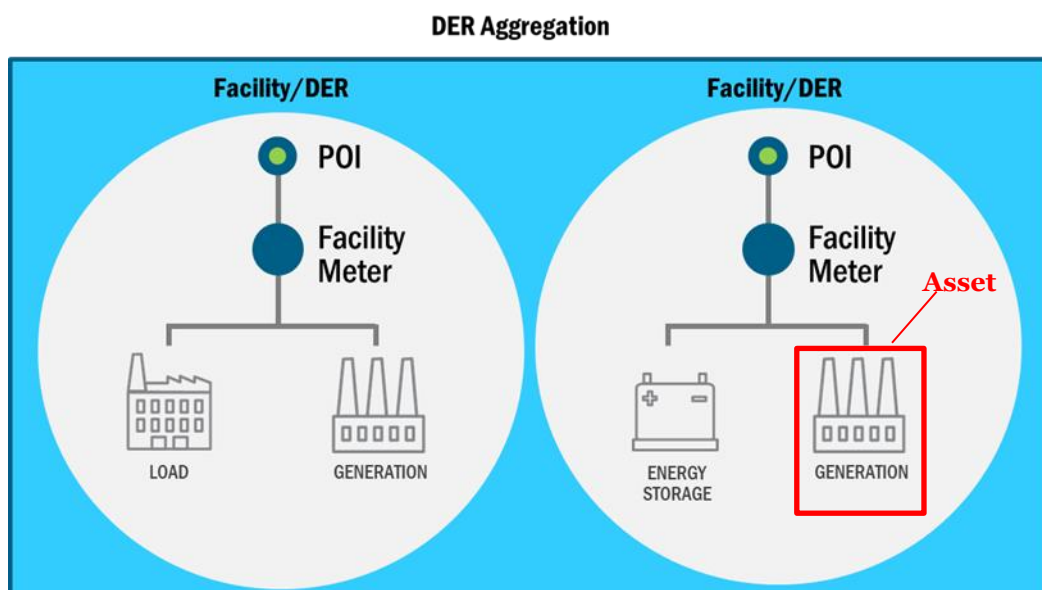 DER Aggregation
Facility/DER
POI
Facility
Meter
LOAD
GENERATION
Facility/DER
POI
Facility
Meter
Asset
ENERGY
STORAGE
GENERATION